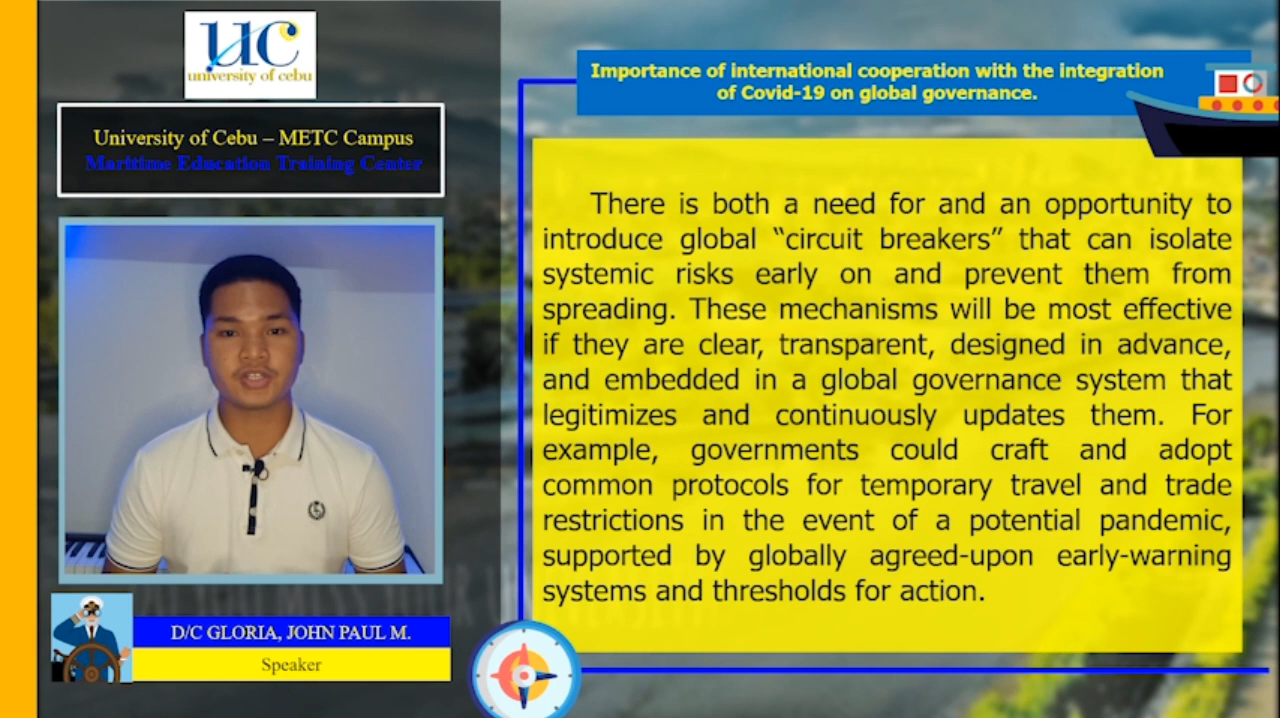 UC
university of cebu
University of Cebu – METC Campus
Maritime Education Training Center
D/C GLORIA, JOHN PAUL M.
Speaker
Importance of international cooperation with the integration
of Covid-19 on global governance.
There is both a need for and an opportunity to
introduce global “circuit breakers” that can isolate
systemic risks early on and prevent them from
spreading. These mechanisms will be most effective
if they are clear, transparent, designed in advance,
and embedded in a global governance system that
legitimizes and continuously updates them. For
example, governments could craft and adopt
common protocols for temporary travel and trade
restrictions in the event of a potential pandemic,
supported by globally agreed-upon early-warning
systems and thresholds for action.